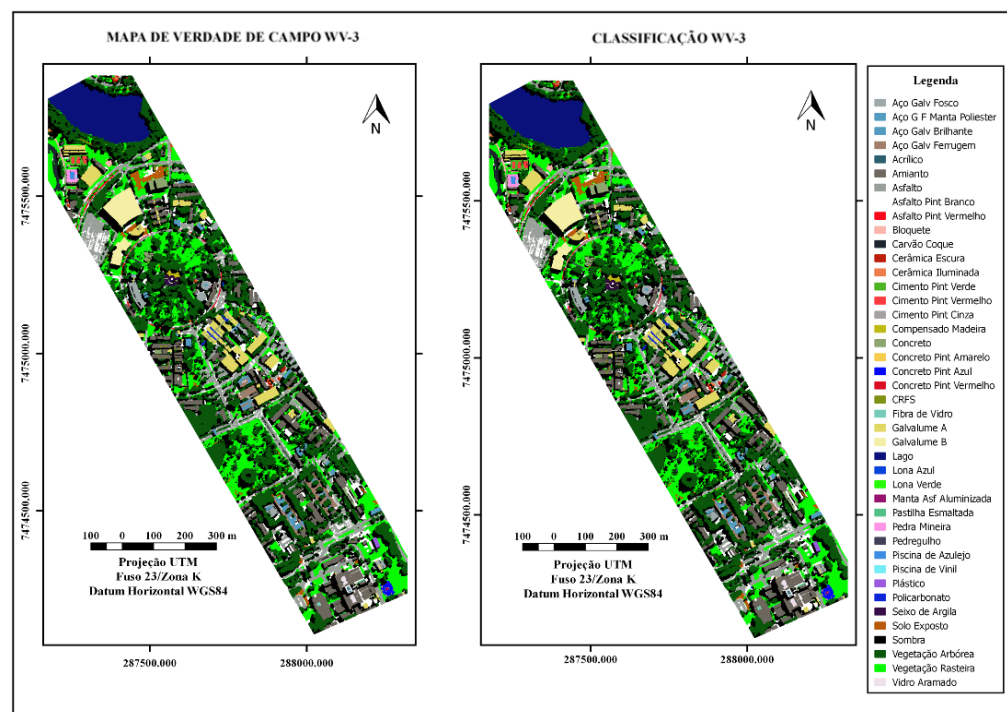 MAPA DE VERDADE DE CAMPO WV-3
N
7475500.000
7475000.000
7474500.000
100 0 100 200 300 m
Projeção UTM
Fuso 23/Zona K
Datum Horizontal WGS84
287500.000 288000.000
CLASSIFICAÇÃO WV-3
N
7475500.000
7475000.000
7474500.000
100 0 100 200 300 m
Projeção UTM
Fuso 23/Zona K
Datum Horizontal WGS84
287500.000 288000.000
Legenda
Aço Galv Fosco
Aço G F Manta Poliester
Aço Galv Brilhante
Aço Galv Ferrugem
Acrílico
Amianto
Asfalto
Asfalto Pint Branco
Asfalto Pint Vermelho
Bloquete
Carvão Coque
Cerâmica Escura
Cerâmica Iluminada
Cimento Pint Verde
Cimento Pint Vermelho
Cimento Pint Cinza
Compensado Madeira
Concreto
Concreto Pint Amarelo
Concreto Pint Azul
Concreto Pint Vermelho
CRFS
Fibra de Vidro
Galvalume A
Galvalume B
Lago
Lona Azul
Lona Verde
Manta Asf Aluminizada
Pastilha Esmaltada
Pedra Mineira
Pedregulho
Piscina de Azulejo
Piscina de Vinil
Plástico
Policarbonato
Seixo de Argila
Solo Exposto
Sombra
Vegetação Arbórea
Vegetação Rasteira
Vidro Aramado